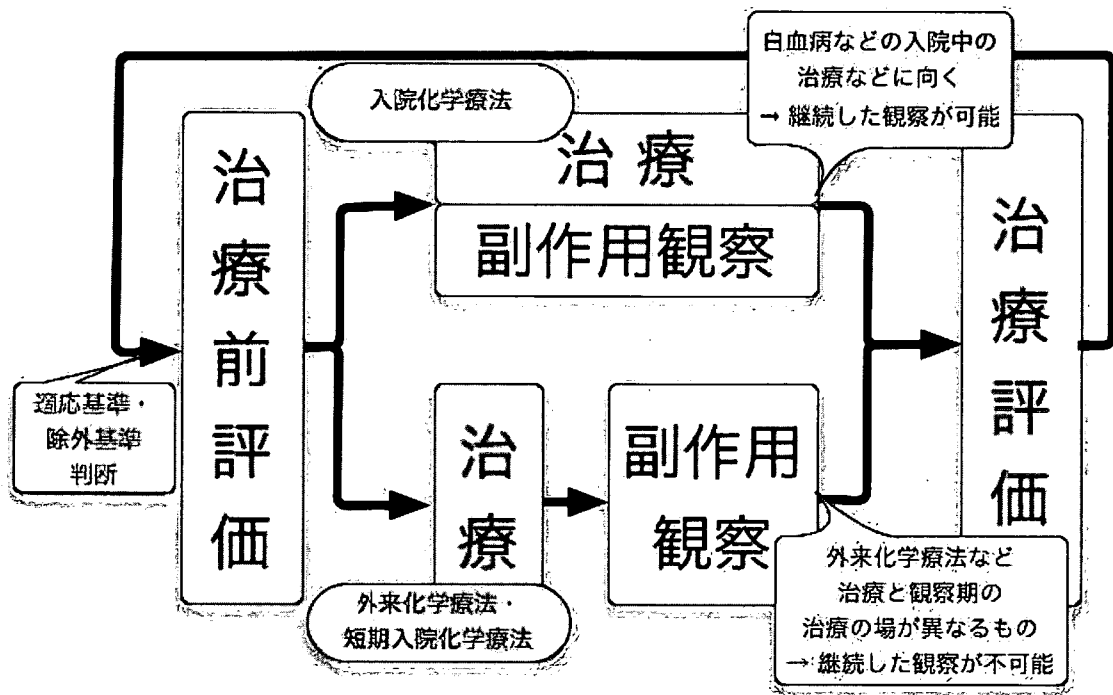 白血病などの入院中の
治療などに向く
→ 継続した観察が可能
入院化学療法
治療前評価
治療
副作用観察
治療評価
適応基準・
除外基準
判断
治療
副作用
観察
外来化学療法・
短期入院化学療法
外来化学療法など
治療と観察期の
治療の場が異なるもの
→ 継続した観察が不可能